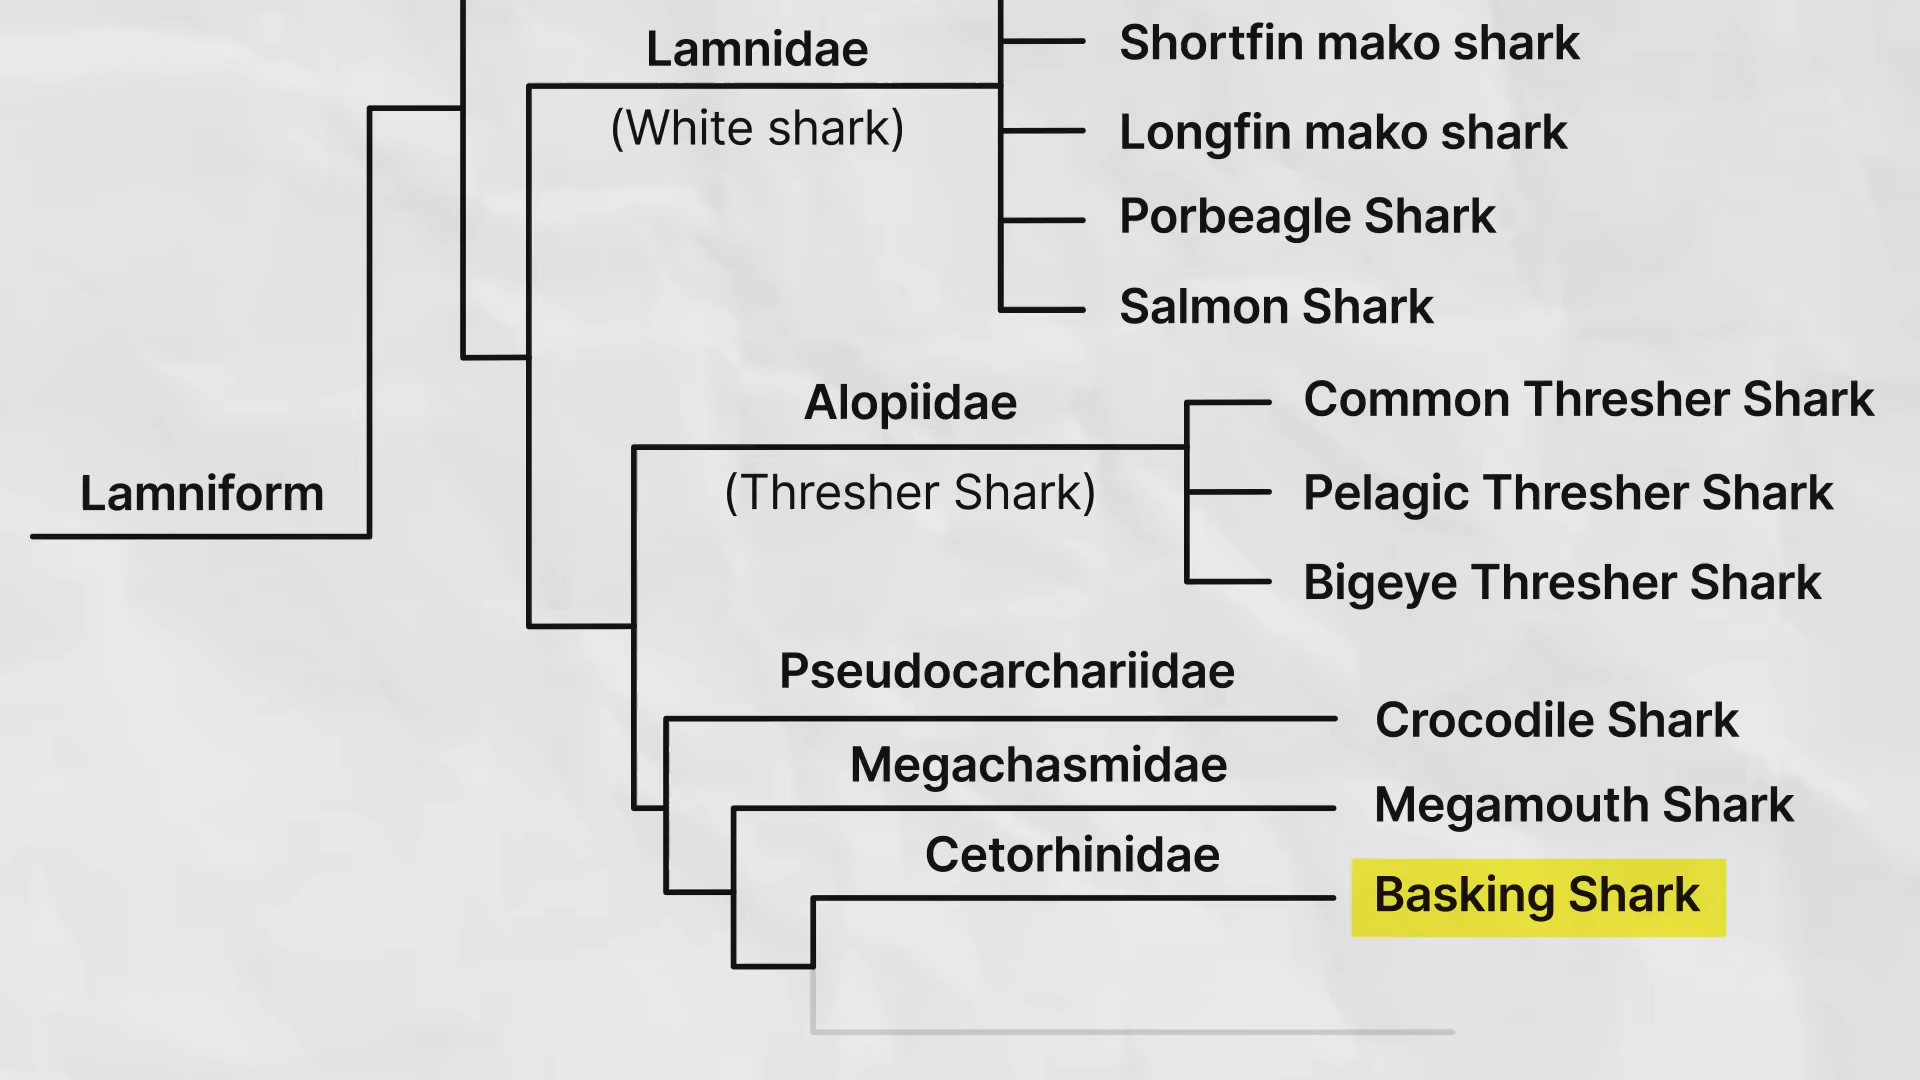 Lamnidae
(White shark)
Shortfin mako shark
Longfin mako shark
Porbeagle Shark
Salmon Shark
Lamniform
Alopiidae
(Thresher Shark)
Common Thresher Shark
Pelagic Thresher Shark
Bigeye Thresher Shark
Pseudocarchariidae
Crocodile Shark
Megachasmidae
Megamouth Shark
Cetorhinidae
Basking Shark